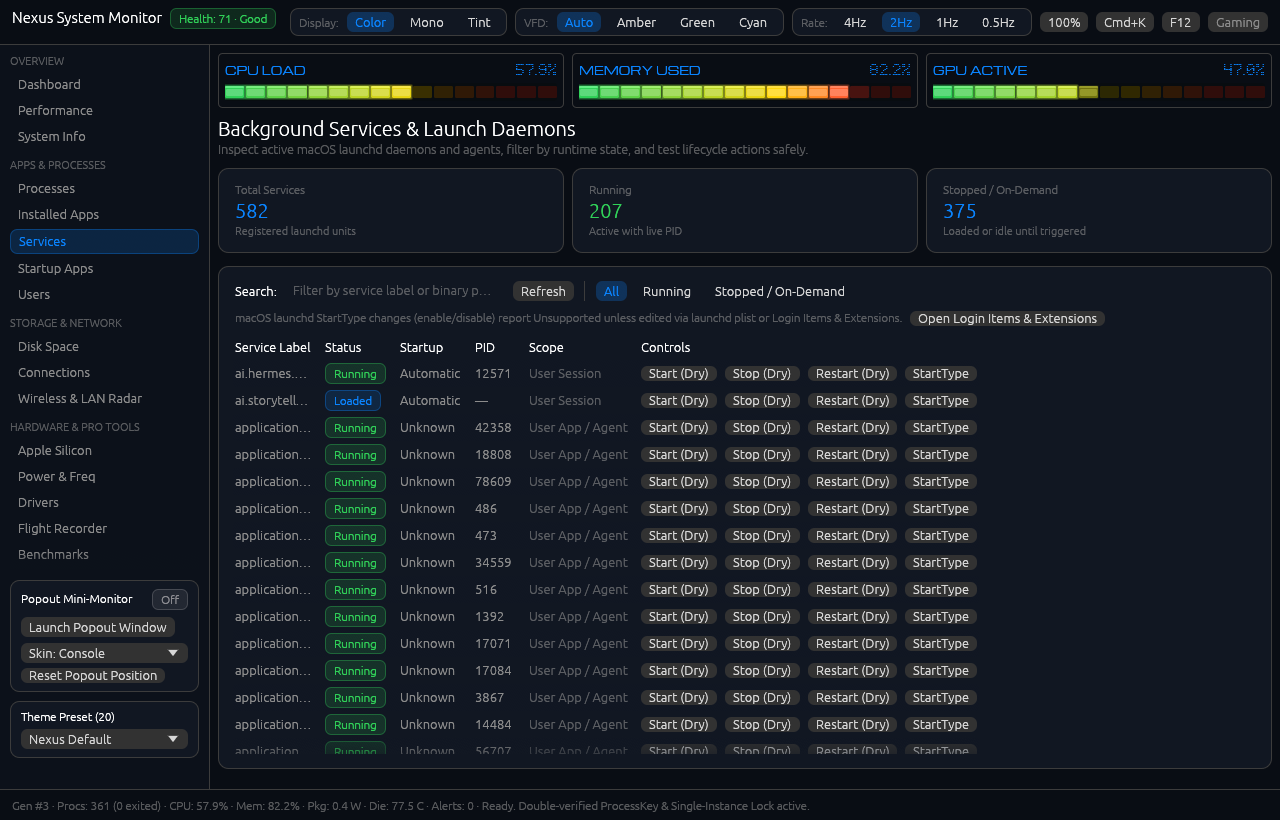 Nexus System Monitor Health: 71 · Good Display: Color Mono Tint VFD: Auto Amber Green Cyan Rate: 4Hz 2Hz 1Hz 0.5Hz 100% Cmd+K F12 Gaming
OVERVIEW
Dashboard
Performance
System Info
APPS & PROCESSES
Processes
Installed Apps
Services
Startup Apps
Users
STORAGE & NETWORK
Disk Space
Connections
Wireless & LAN Radar
HARDWARE & PRO TOOLS
Apple Silicon
Power & Freq
Drivers
Flight Recorder
Benchmarks
Popout Mini-Monitor Off
Launch Popout Window
Skin: Console
Reset Popout Position
Theme Preset (20)
Nexus Default
CPU LOAD 57.9% MEMORY USED 82.2% GPU ACTIVE 47.0%
Background Services & Launch Daemons
Inspect active macOS launchd daemons and agents, filter by runtime state, and test lifecycle actions safely.
Total Services
582
Registered launchd units
Running
207
Active with live PID
Stopped / On-Demand
375
Loaded or idle until triggered
Search: Filter by service label or binary p... Refresh All Running Stopped / On-Demand
macOS launchd StartType changes (enable/disable) report Unsupported unless edited via launchd plist or Login Items & Extensions. Open Login Items & Extensions
Service Label Status Startup PID Scope Controls
ai.hermes.... Running Automatic 12571 User Session Start (Dry) Stop (Dry) Restart (Dry) StartType
ai.storytell... Loaded Automatic — User Session Start (Dry) Stop (Dry) Restart (Dry) StartType
application... Running Unknown 42358 User App / Agent Start (Dry) Stop (Dry) Restart (Dry) StartType
application... Running Unknown 18808 User App / Agent Start (Dry) Stop (Dry) Restart (Dry) StartType
application... Running Unknown 78609 User App / Agent Start (Dry) Stop (Dry) Restart (Dry) StartType
application... Running Unknown 486 User App / Agent Start (Dry) Stop (Dry) Restart (Dry) StartType
application... Running Unknown 473 User App / Agent Start (Dry) Stop (Dry) Restart (Dry) StartType
application... Running Unknown 34559 User App / Agent Start (Dry) Stop (Dry) Restart (Dry) StartType
application... Running Unknown 516 User App / Agent Start (Dry) Stop (Dry) Restart (Dry) StartType
application... Running Unknown 1392 User App / Agent Start (Dry) Stop (Dry) Restart (Dry) StartType
application... Running Unknown 17071 User App / Agent Start (Dry) Stop (Dry) Restart (Dry) StartType
application... Running Unknown 17084 User App / Agent Start (Dry) Stop (Dry) Restart (Dry) StartType
application... Running Unknown 3867 User App / Agent Start (Dry) Stop (Dry) Restart (Dry) StartType
application... Running Unknown 14484 User App / Agent Start (Dry) Stop (Dry) Restart (Dry) StartType
application... Running Unknown 56707 User App / Agent Start (Dry) Stop (Dry) Restart (Dry) StartType
Gen #3 · Procs: 361 (0 exited) · CPU: 57.9% · Mem: 82.2% · Pkg: 0.4 W · Die: 77.5 C · Alerts: 0 · Ready. Double-verified ProcessKey & Single-Instance Lock active.